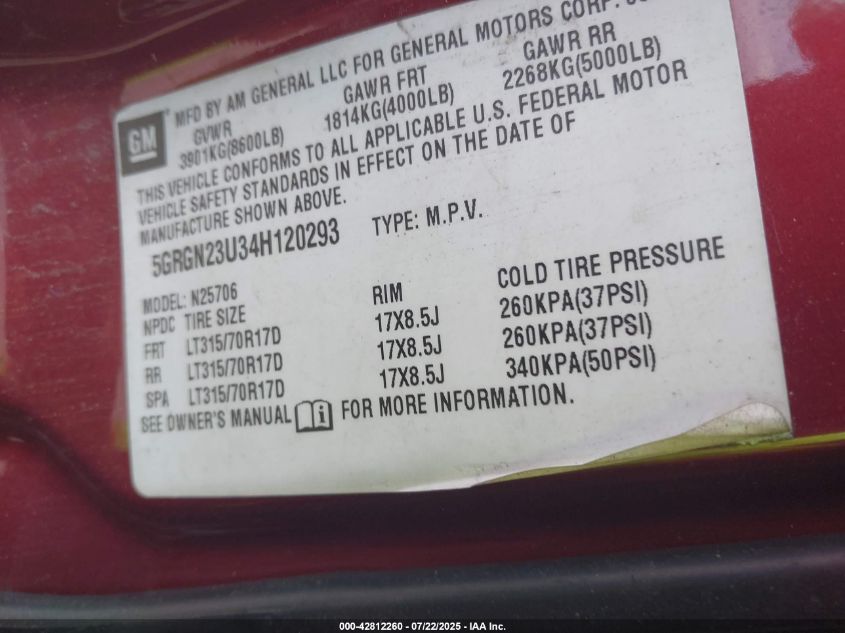 GM
MFD BY AM GENERAL LLC FOR GENERAL MOTORS CORP.
GVWR GAWR FRT GAWR RR
3901KG(8600LB) 1814KG(4000LB) 2268KG(5000LB)
THIS VEHICLE CONFORMS TO ALL APPLICABLE U.S. FEDERAL MOTOR
VEHICLE SAFETY STANDARDS IN EFFECT ON THE DATE OF
MANUFACTURE SHOWN ABOVE.
5GRGN23U34H120293 TYPE: M.P.V.
MODEL: N25706
NPDC TIRE SIZE RIM COLD TIRE PRESSURE
FRT LT315/70R17D 17X8.5J 260KPA(37PSI)
RR LT315/70R17D 17X8.5J 260KPA(37PSI)
SPA LT315/70R17D 17X8.5J 340KPA(50PSI)
SEE OWNER'S MANUAL i FOR MORE INFORMATION.
000-42812260 - 07/22/2025 - IAA Inc.